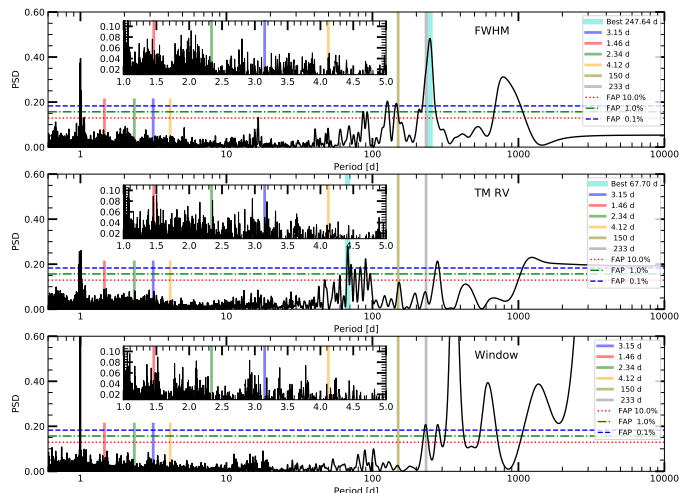 0.60
0.40
0.20
0.00
PSD
0.10
0.08
0.06
0.04
0.02
1.0 1.5 2.0 2.5 3.0 3.5 4.0 4.5 5.0
FWHM
Best 247.64 d
3.15 d
1.46 d
2.34 d
4.12 d
150 d
233 d
FAP 10.0%
FAP 1.0%
FAP 0.1%
1 10 100 1000 10000
Period [d]
0.60
0.40
0.20
0.00
PSD
0.10
0.08
0.06
0.04
0.02
1.0 1.5 2.0 2.5 3.0 3.5 4.0 4.5 5.0
TM RV
Best 67.70 d
3.15 d
1.46 d
2.34 d
4.12 d
150 d
233 d
FAP 10.0%
FAP 1.0%
FAP 0.1%
1 10 100 1000 10000
Period [d]
0.60
0.40
0.20
0.00
PSD
0.10
0.08
0.06
0.04
0.02
1.0 1.5 2.0 2.5 3.0 3.5 4.0 4.5 5.0
Window
3.15 d
1.46 d
2.34 d
4.12 d
150 d
233 d
FAP 10.0%
FAP 1.0%
FAP 0.1%
1 10 100 1000 10000
Period [d]